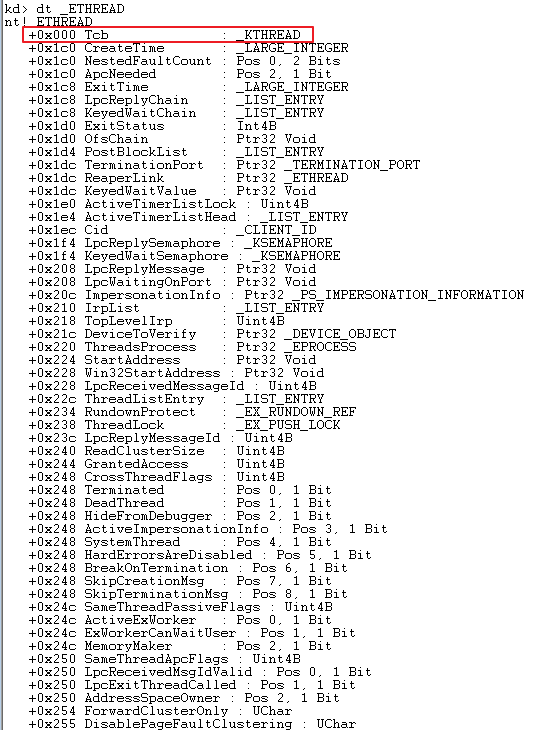 kd> dt _ETHREAD
nt!_ETHREAD
+0x000 Tcb : _KTHREAD
+0x1c0 CreateTime : _LARGE_INTEGER
+0x1c0 NestedFaultCount : Pos 0, 2 Bits
+0x1c0 ApcNeeded : Pos 2, 1 Bit
+0x1c8 ExitTime : _LARGE_INTEGER
+0x1c8 LpcReplyChain : _LIST_ENTRY
+0x1c8 KeyedWaitChain : _LIST_ENTRY
+0x1d0 ExitStatus : Int4B
+0x1d0 OfsChain : Ptr32 Void
+0x1d4 PostBlockList : _LIST_ENTRY
+0x1dc TerminationPort : Ptr32 _TERMINATION_PORT
+0x1dc ReaperLink : Ptr32 _ETHREAD
+0x1dc KeyedWaitValue : Ptr32 Void
+0x1e0 ActiveTimerListLock : Uint4B
+0x1e4 ActiveTimerListHead : _LIST_ENTRY
+0x1ec Cid : _CLIENT_ID
+0x1f4 LpcReplySemaphore : _KSEMAPHORE
+0x1f4 KeyedWaitSemaphore : _KSEMAPHORE
+0x208 LpcReplyMessage : Ptr32 Void
+0x208 LpcWaitingOnPort : Ptr32 Void
+0x20c ImpersonationInfo : Ptr32 _PS_IMPERSONATION_INFORMATION
+0x210 IrpList : _LIST_ENTRY
+0x218 TopLevelIrp : Uint4B
+0x21c DeviceToVerify : Ptr32 _DEVICE_OBJECT
+0x220 ThreadsProcess : Ptr32 _EPROCESS
+0x224 StartAddress : Ptr32 Void
+0x228 Win32StartAddress : Ptr32 Void
+0x228 LpcReceivedMessageId : Uint4B
+0x22c ThreadListEntry : _LIST_ENTRY
+0x234 RundownProtect : _EX_RUNDOWN_REF
+0x238 ThreadLock : _EX_PUSH_LOCK
+0x23c LpcReplyMessageId : Uint4B
+0x240 ReadClusterSize : Uint4B
+0x244 GrantedAccess : Uint4B
+0x248 CrossThreadFlags : Uint4B
+0x248 Terminated : Pos 0, 1 Bit
+0x248 DeadThread : Pos 1, 1 Bit
+0x248 HideFromDebugger : Pos 2, 1 Bit
+0x248 ActiveImpersonationInfo : Pos 3, 1 Bit
+0x248 SystemThread : Pos 4, 1 Bit
+0x248 HardErrorsAreDisabled : Pos 5, 1 Bit
+0x248 BreakOnTermination : Pos 6, 1 Bit
+0x248 SkipCreationMsg : Pos 7, 1 Bit
+0x248 SkipTerminationMsg : Pos 8, 1 Bit
+0x24c SameThreadPassiveFlags : Uint4B
+0x24c ActiveExWorker : Pos 0, 1 Bit
+0x24c ExWorkerCanWaitUser : Pos 1, 1 Bit
+0x24c MemoryMaker : Pos 2, 1 Bit
+0x250 SameThreadApcFlags : Uint4B
+0x250 LpcReceivedMsgIdValid : Pos 0, 1 Bit
+0x250 LpcExitThreadCalled : Pos 1, 1 Bit
+0x250 AddressSpaceOwner : Pos 2, 1 Bit
+0x254 ForwardClusterOnly : UChar
+0x255 DisablePageFaultClustering : UChar